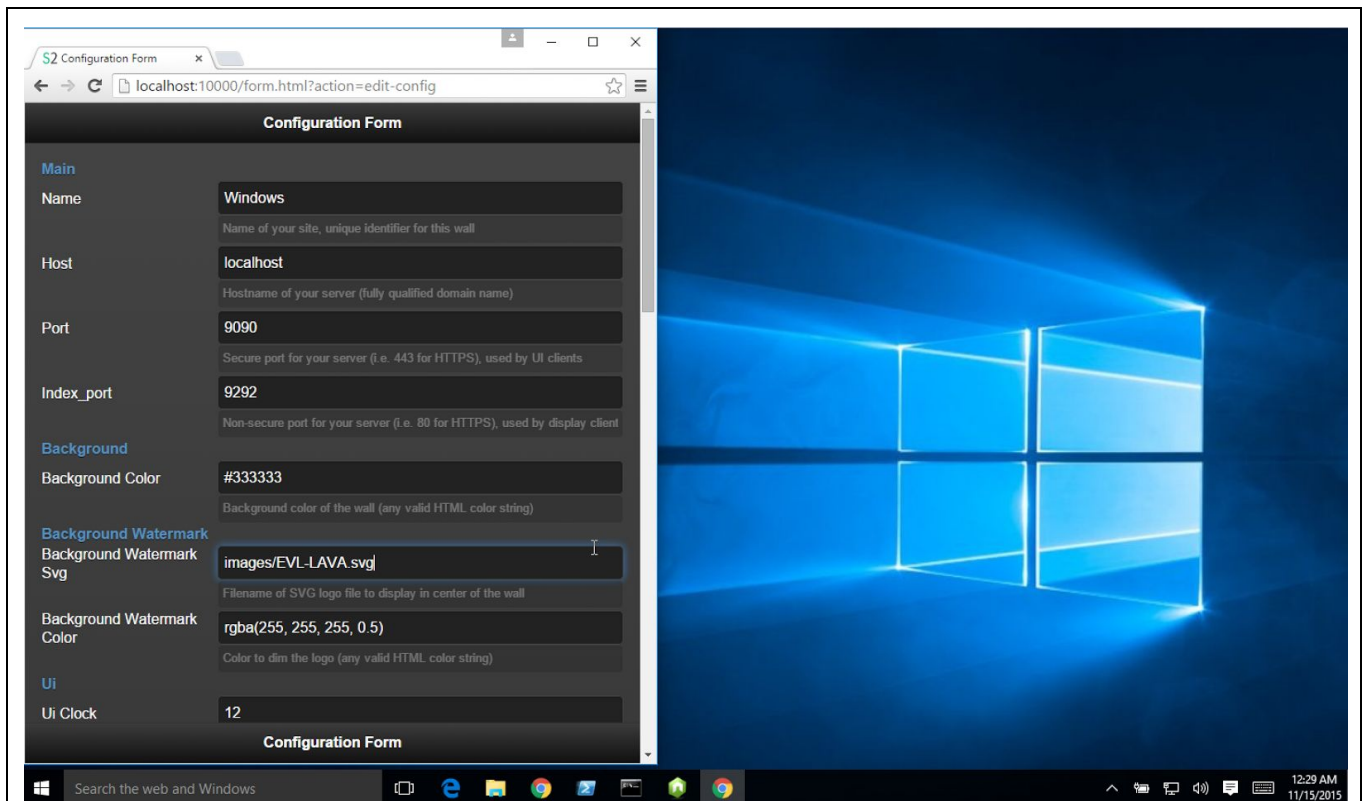 S2 Configuration Form
localhost:10000/form.html?action=edit-config
Configuration Form
Main
Name
Windows
Name of your site, unique identifier for this wall
Host
localhost
Hostname of your server (fully qualified domain name)
Port
9090
Secure port for your server (i.e. 443 for HTTPS), used by UI clients
Index_port
9292
Non-secure port for your server (i.e. 80 for HTTPS), used by display client
Background
Background Color
#333333
Background color of the wall (any valid HTML color string)
Background Watermark
Background Watermark
Svg
images/EVL-LAVA.svg
Filename of SVG logo file to display in center of the wall
Background Watermark
Color
rgba(255, 255, 255, 0.5)
Color to dim the logo (any valid HTML color string)
Ui
Ui Clock
12
Configuration Form
Search the web and Windows
12:29 AM
11/15/2015